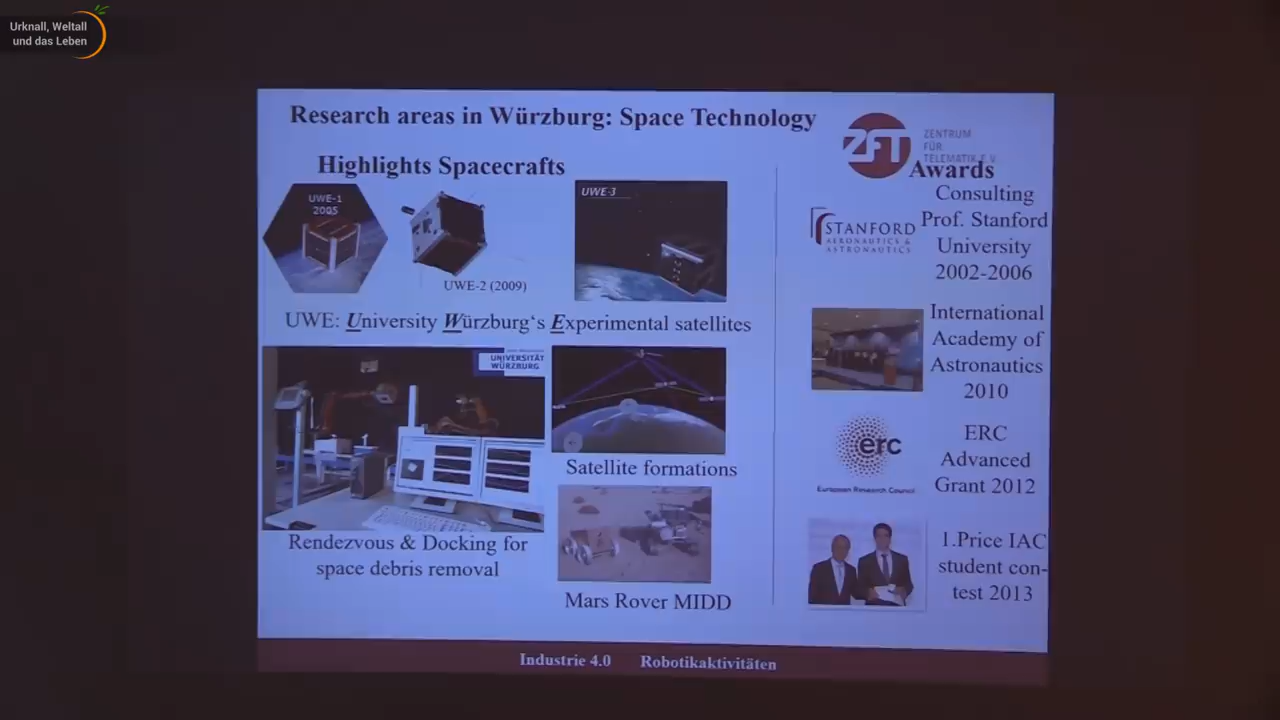 Urknall, Weltall
und das Leben
Research areas in Würzburg: Space Technology
ZFT
ZENTRUM
FÜR
TELEMATIK E.V.
Highlights Spacecrafts
UWE-1
2005
UWE-2 (2009)
UWE-3
UWE: University Würzburg's Experimental satellites
UNIVERSITÄT
WÜRZBURG
Rendezvous & Docking for
space debris removal
Satellite formations
Mars Rover MIDD
Awards
STANFORD
AERONAUTICS &
ASTRONAUTICS
Consulting
Prof. Stanford
University
2002-2006
International
Academy of
Astronautics
2010
erc
European Research Council
ERC
Advanced
Grant 2012
1.Price IAC
student con-
test 2013
Industrie 4.0 Robotikaktivitäten